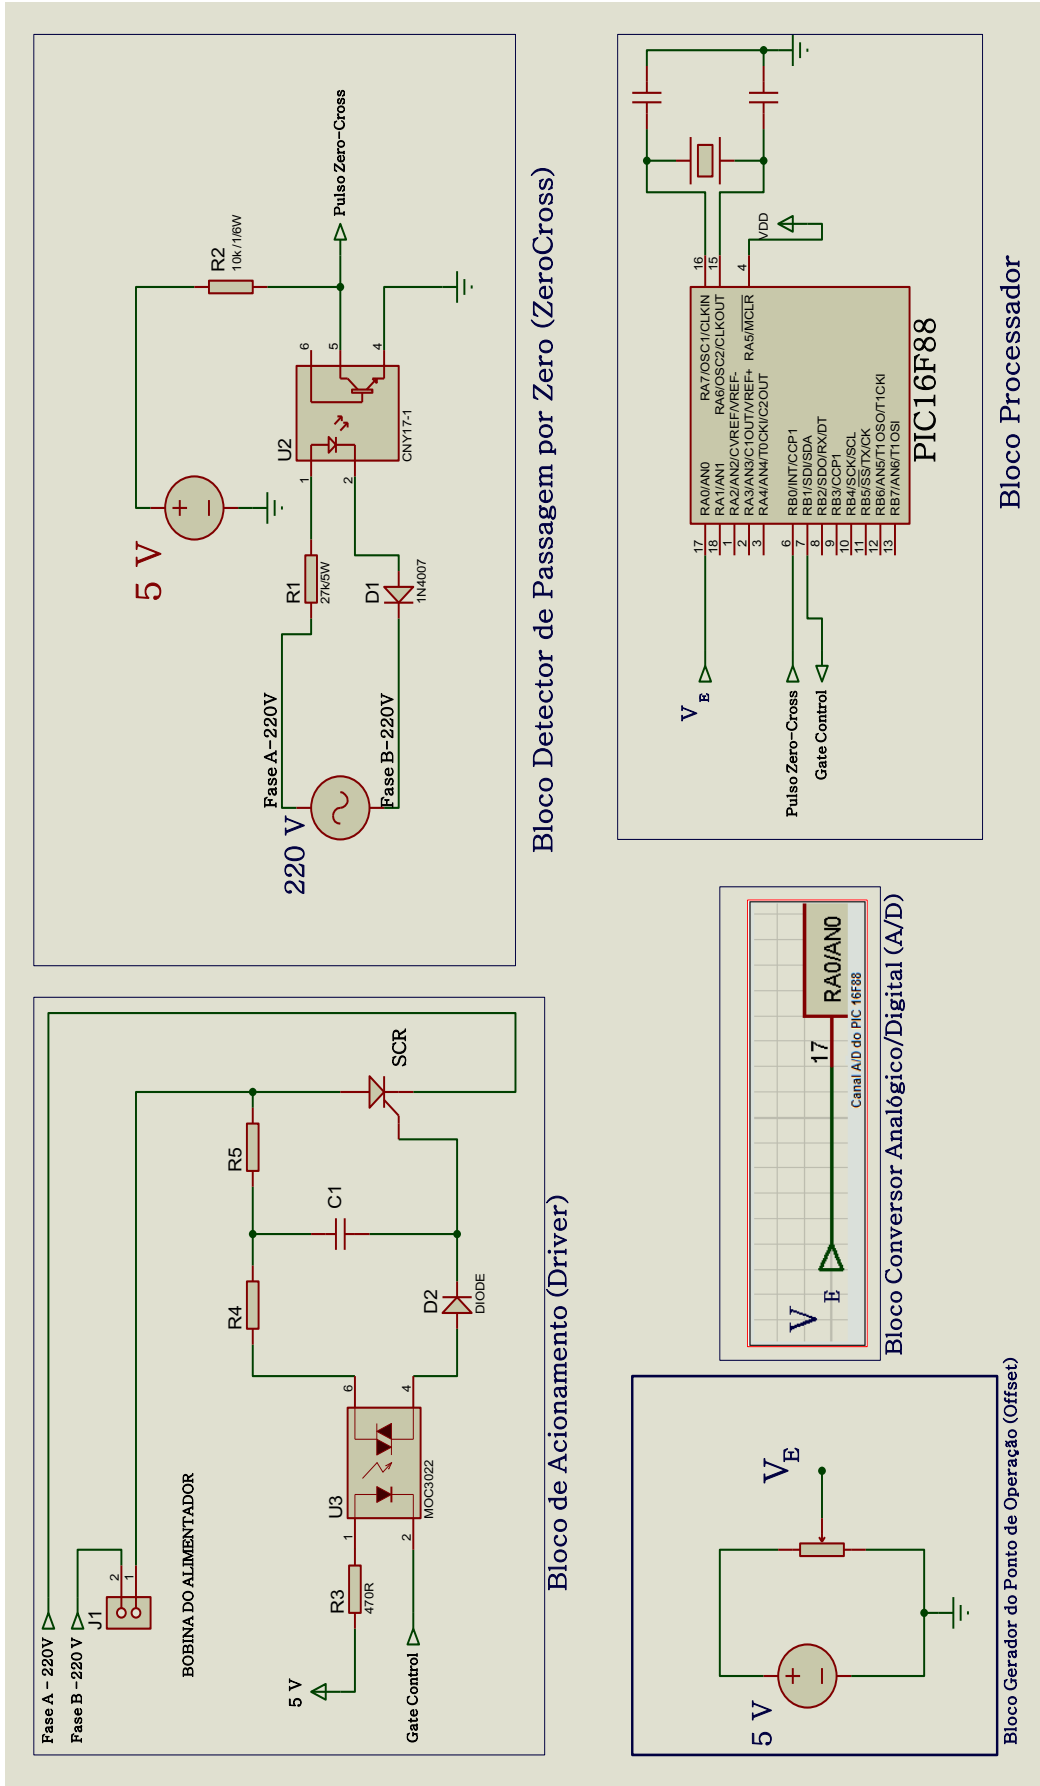 Fase A - 220V
Fase B -220 V
J1
2
1
BOBINA DO ALIMENTADOR
5 V
R3
470R
Gate Control
U3
1
2
6
4
MOC3022
R4
R5
C1
D2
DIODE
SCR
Bloco de Acionamento (Driver)
220 V
Fase A-220V
Fase B-220V
5 V
+
−
R1
27k/5W
D1
1N4007
U2
1
2
6
5
4
CNY17-1
R2
10k /1/6W
Pulso Zero-Cross
Bloco Detector de Passagem por Zero (ZeroCross)
5 V
+
−
VE
Bloco Gerador do Ponto de Operação (Offset)
VE
17
RA0/AN0
Canal A/D do PIC 16F88
Bloco Conversor Analógico/Digital (A/D)
VE
Pulso Zero-Cross
Gate Control
17
18
1
2
3
6
7
8
9
10
11
12
13
RA0/AN0
RA1/AN1
RA2/AN2/CVREF/VREF-
RA3/AN3/C1OUT/VREF+
RA4/AN4/T0CKI/C2OUT
RB0/INT/CCP1
RB1/SDI/SDA
RB2/SDO/RX/DT
RB3/CCP1
RB4/SCK/SCL
RB5/SS/TX/CK
RB6/AN5/T1OSO/T1CKI
RB7/AN6/T1OSI
RA7/OSC1/CLKIN
RA6/OSC2/CLKOUT
RA5/MCLR
16
15
4
VDD
PIC16F88
Bloco Processador